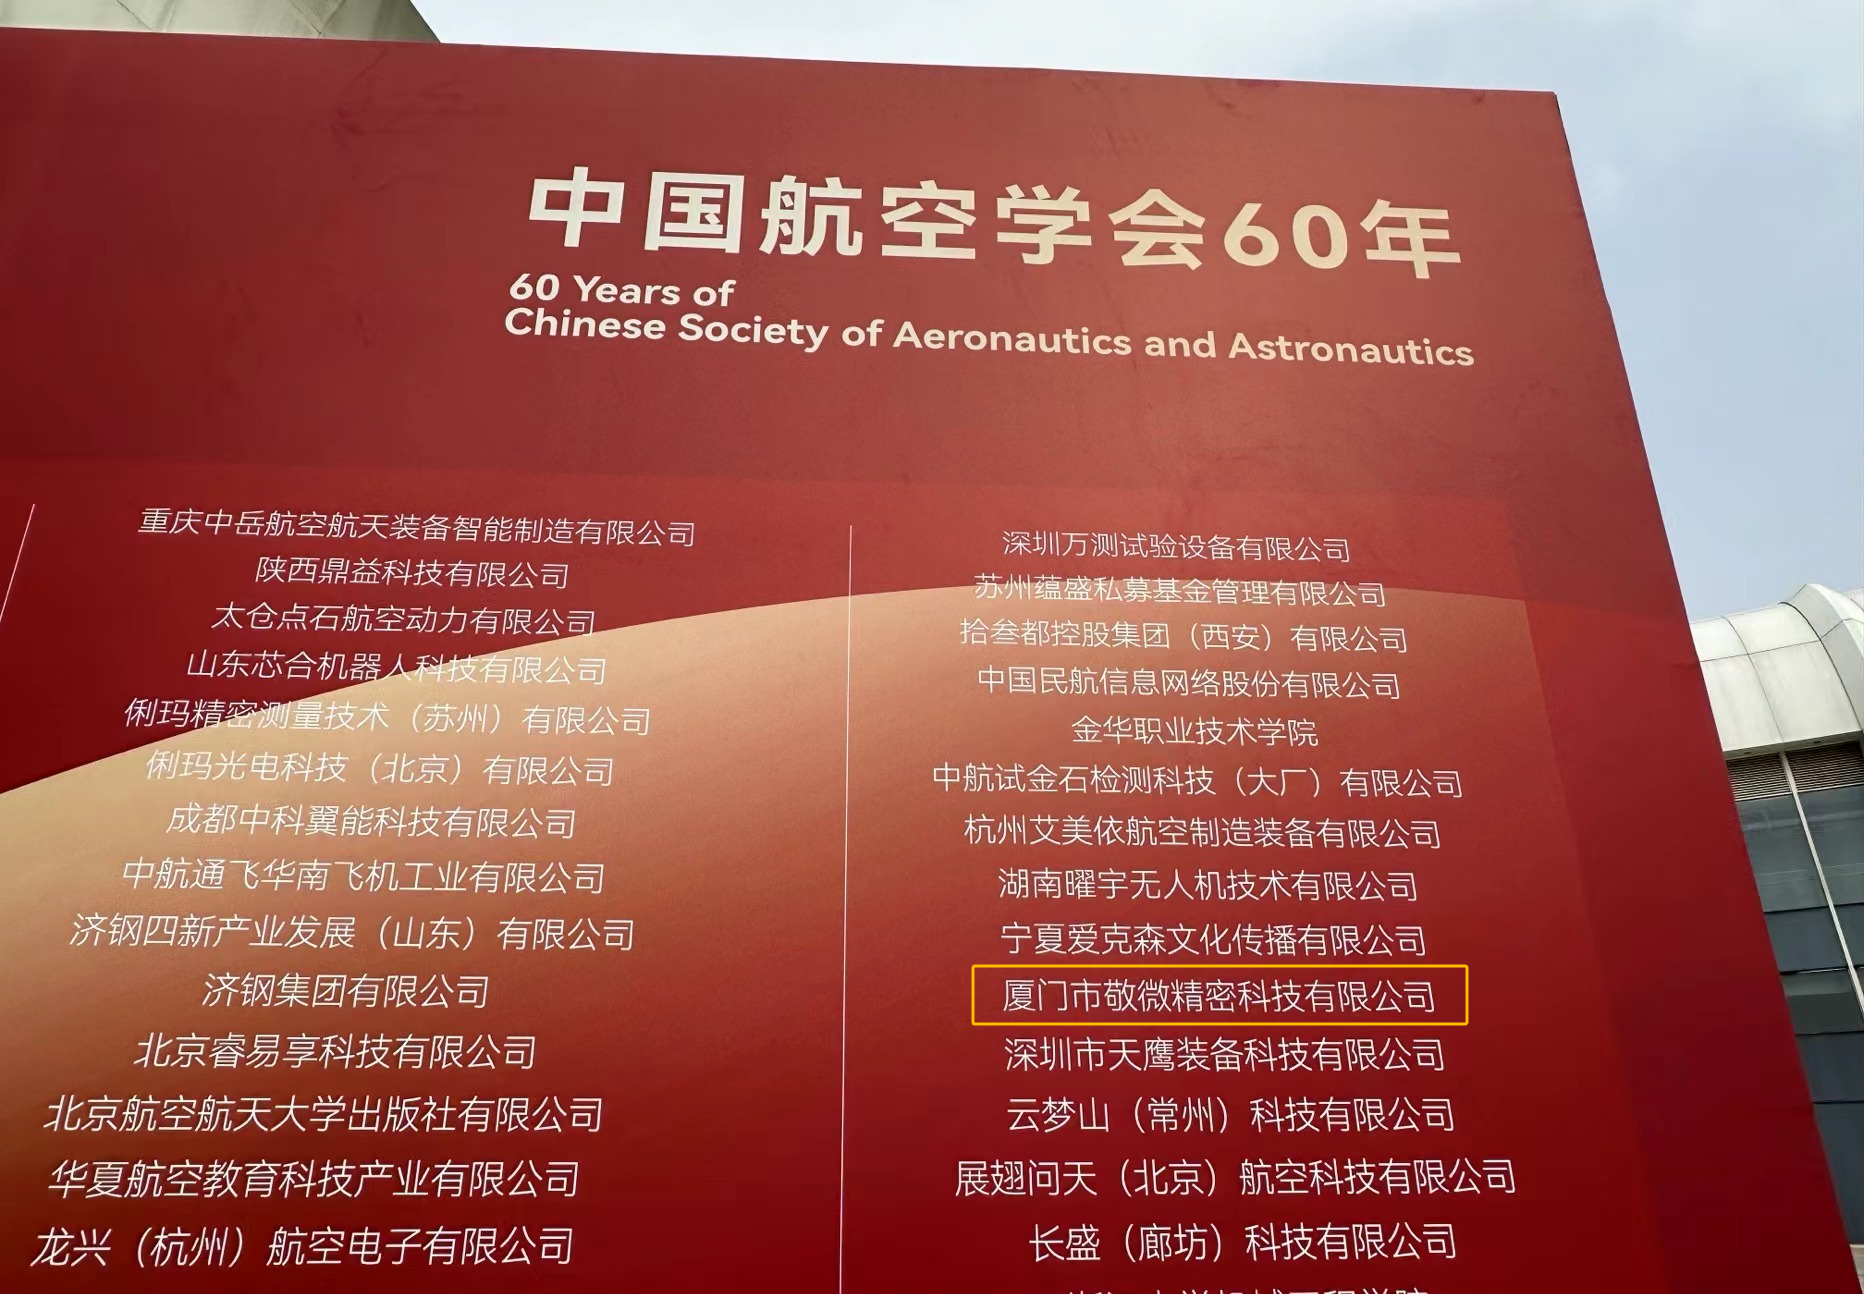 中国航空学会60年
60 Years of
Chinese Society of Aeronautics and Astronautics
重庆中岳航空航天装备智能制造有限公司
陕西鼎益科技有限公司
太仓点石航空动力有限公司
山东芯合机器人科技有限公司
俐玛精密测量技术（苏州）有限公司
俐玛光电科技（北京）有限公司
成都中科翼能科技有限公司
中航通飞华南飞机工业有限公司
济钢四新产业发展（山东）有限公司
济钢集团有限公司
北京睿易享科技有限公司
北京航空航天大学出版社有限公司
华夏航空教育科技产业有限公司
龙兴（杭州）航空电子有限公司
深圳万测试验设备有限公司
苏州蕴盛私募基金管理有限公司
拾叁都控股集团（西安）有限公司
中国民航信息网络股份有限公司
金华职业技术学院
中航试金石检测科技（大厂）有限公司
杭州艾美依航空制造装备有限公司
湖南曜宇无人机技术有限公司
宁夏爱克森文化传播有限公司
厦门市敬微精密科技有限公司
深圳市天鹰装备科技有限公司
云梦山（常州）科技有限公司
展翅问天（北京）航空科技有限公司
长盛（廊坊）科技有限公司